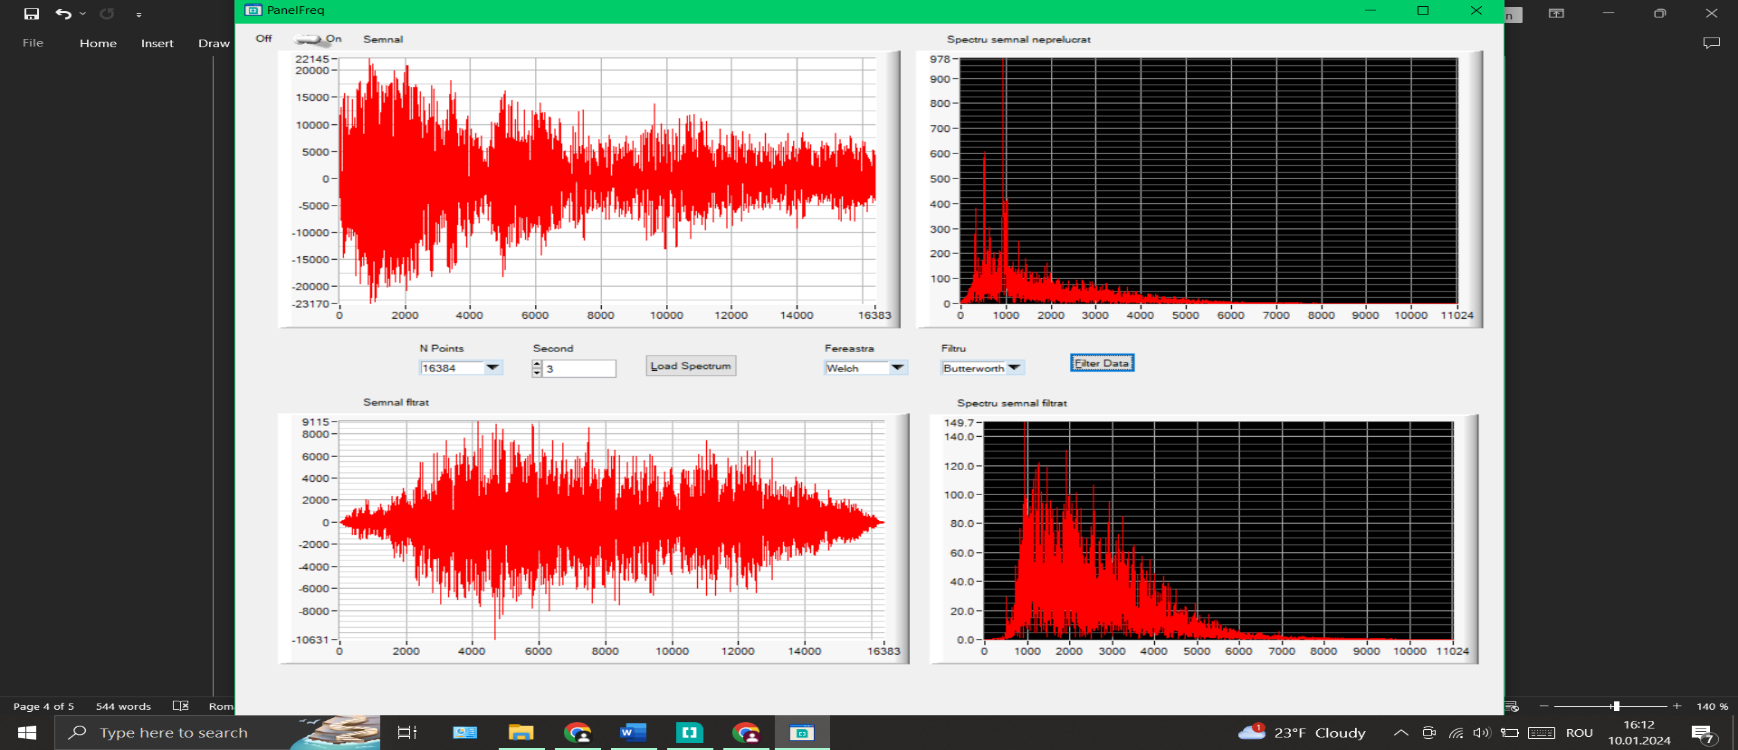 PanelFreq
n
File Home Insert Draw
Off On Semnal
Spectru semnal neprelucrat
22145
20000
15000
10000
5000
0
-5000
-10000
-15000
-20000
-23170
0 2000 4000 6000 8000 10000 12000 14000 16383
978
900
800
700
600
500
400
300
200
100
0
0 1000 2000 3000 4000 5000 6000 7000 8000 9000 10000 11024
N Points Second Fereastra Filtru
16384 3 Load Spectrum Welch Butterworth Filter Data
Semnal fltrat
Spectru semnal filtrat
9115
8000
6000
4000
2000
0
-2000
-4000
-6000
-8000
-10631
0 2000 4000 6000 8000 10000 12000 14000 16383
149.7
140.0
120.0
100.0
80.0
60.0
40.0
20.0
0.0
0 1000 2000 3000 4000 5000 6000 7000 8000 9000 10000 11024
Page 4 of 5 544 words Rom
140 %
Type here to search
W
1
23°F Cloudy
ROU
16:12
10.01.2024
7